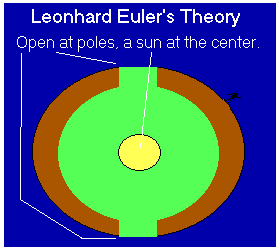 Leonhard Euler's Theory
Open at poles, a sun at the center.